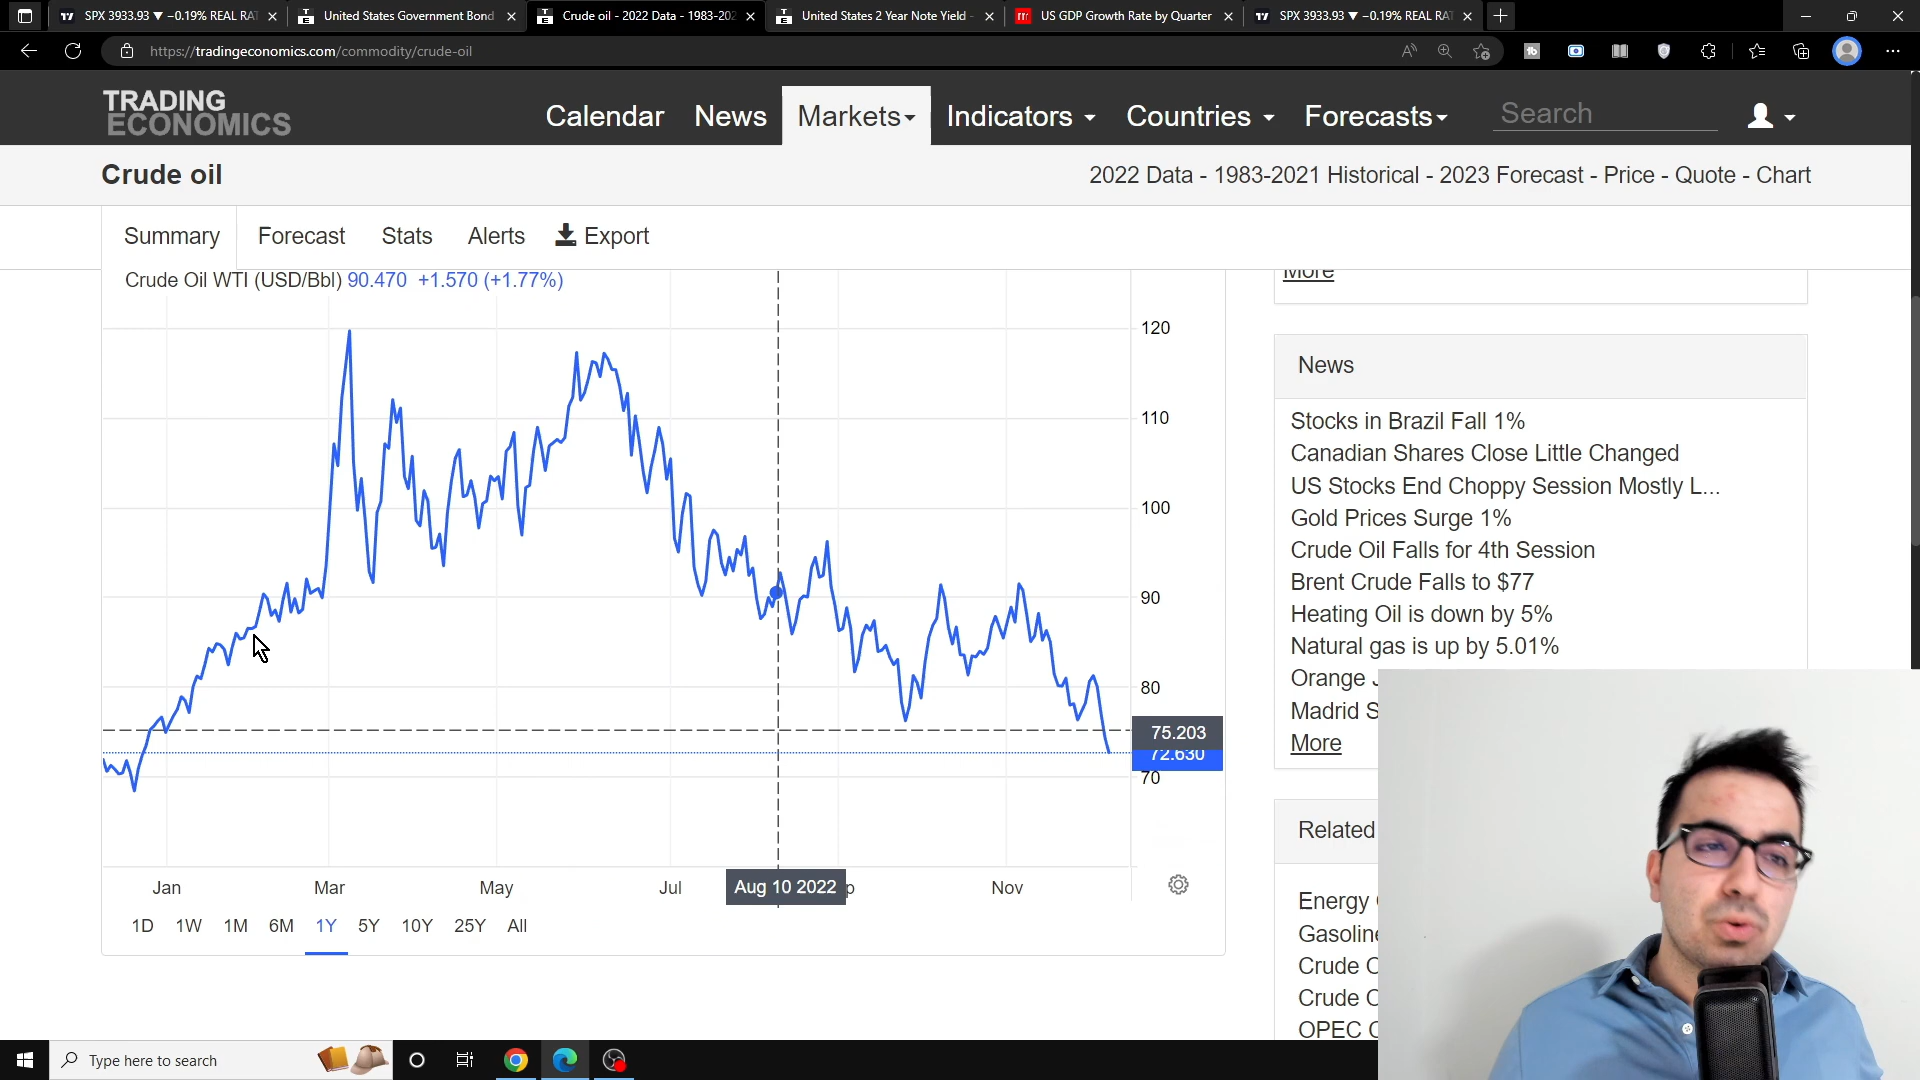 SPX 3933.93 ▼ −0.19% REAL RAT
United States Government Bond
Crude oil - 2022 Data - 1983-202
United States 2 Year Note Yield -
US GDP Growth Rate by Quarter
SPX 3933.93 ▼ −0.19% REAL RAT
https://tradingeconomics.com/commodity/crude-oil
TRADING
ECONOMICS
Calendar
News
Markets
Indicators
Countries
Forecasts
Search
Crude oil
2022 Data - 1983-2021 Historical - 2023 Forecast - Price - Quote - Chart
Summary
Forecast
Stats
Alerts
Export
Crude Oil WTI (USD/Bbl) 90.470 +1.570 (+1.77%)
120
110
100
90
80
75.203
72.630
70
Jan
Mar
May
Jul
Aug 10 2022
Nov
1D
1W
1M
6M
1Y
5Y
10Y
25Y
All
More
News
Stocks in Brazil Fall 1%
Canadian Shares Close Little Changed
US Stocks End Choppy Session Mostly L...
Gold Prices Surge 1%
Crude Oil Falls for 4th Session
Brent Crude Falls to $77
Heating Oil is down by 5%
Natural gas is up by 5.01%
Orange
Madrid S
More
Related
Energy
Gasoline
Crude
Crude
OPEC
Type here to search